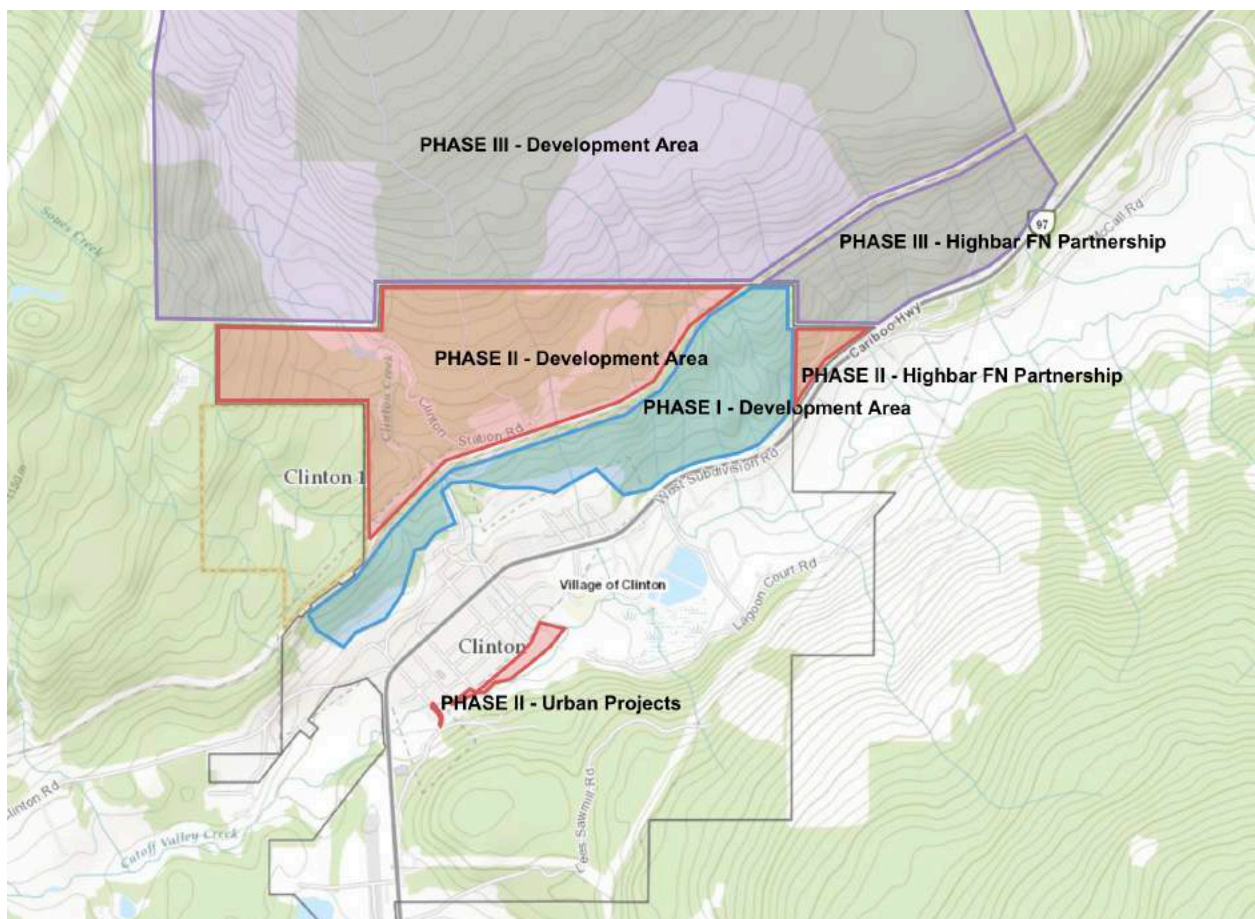 PHASE III - Development Area
Soues Creek
McCall Rd
97
PHASE III - Highbar FN Partnership
Cariboo Hwy
PHASE II - Development Area
Clinton Creek
PHASE II - Highbar FN Partnership
Clinton
Station Rd
PHASE I - Development Area
Clinton 1
West Subdivision Rd
Village of Clinton
Lagoon Court Rd
Clinton
PHASE II - Urban Projects
Clinton Rd
Cees Sawmill Rd
Cutoff Valley Creek